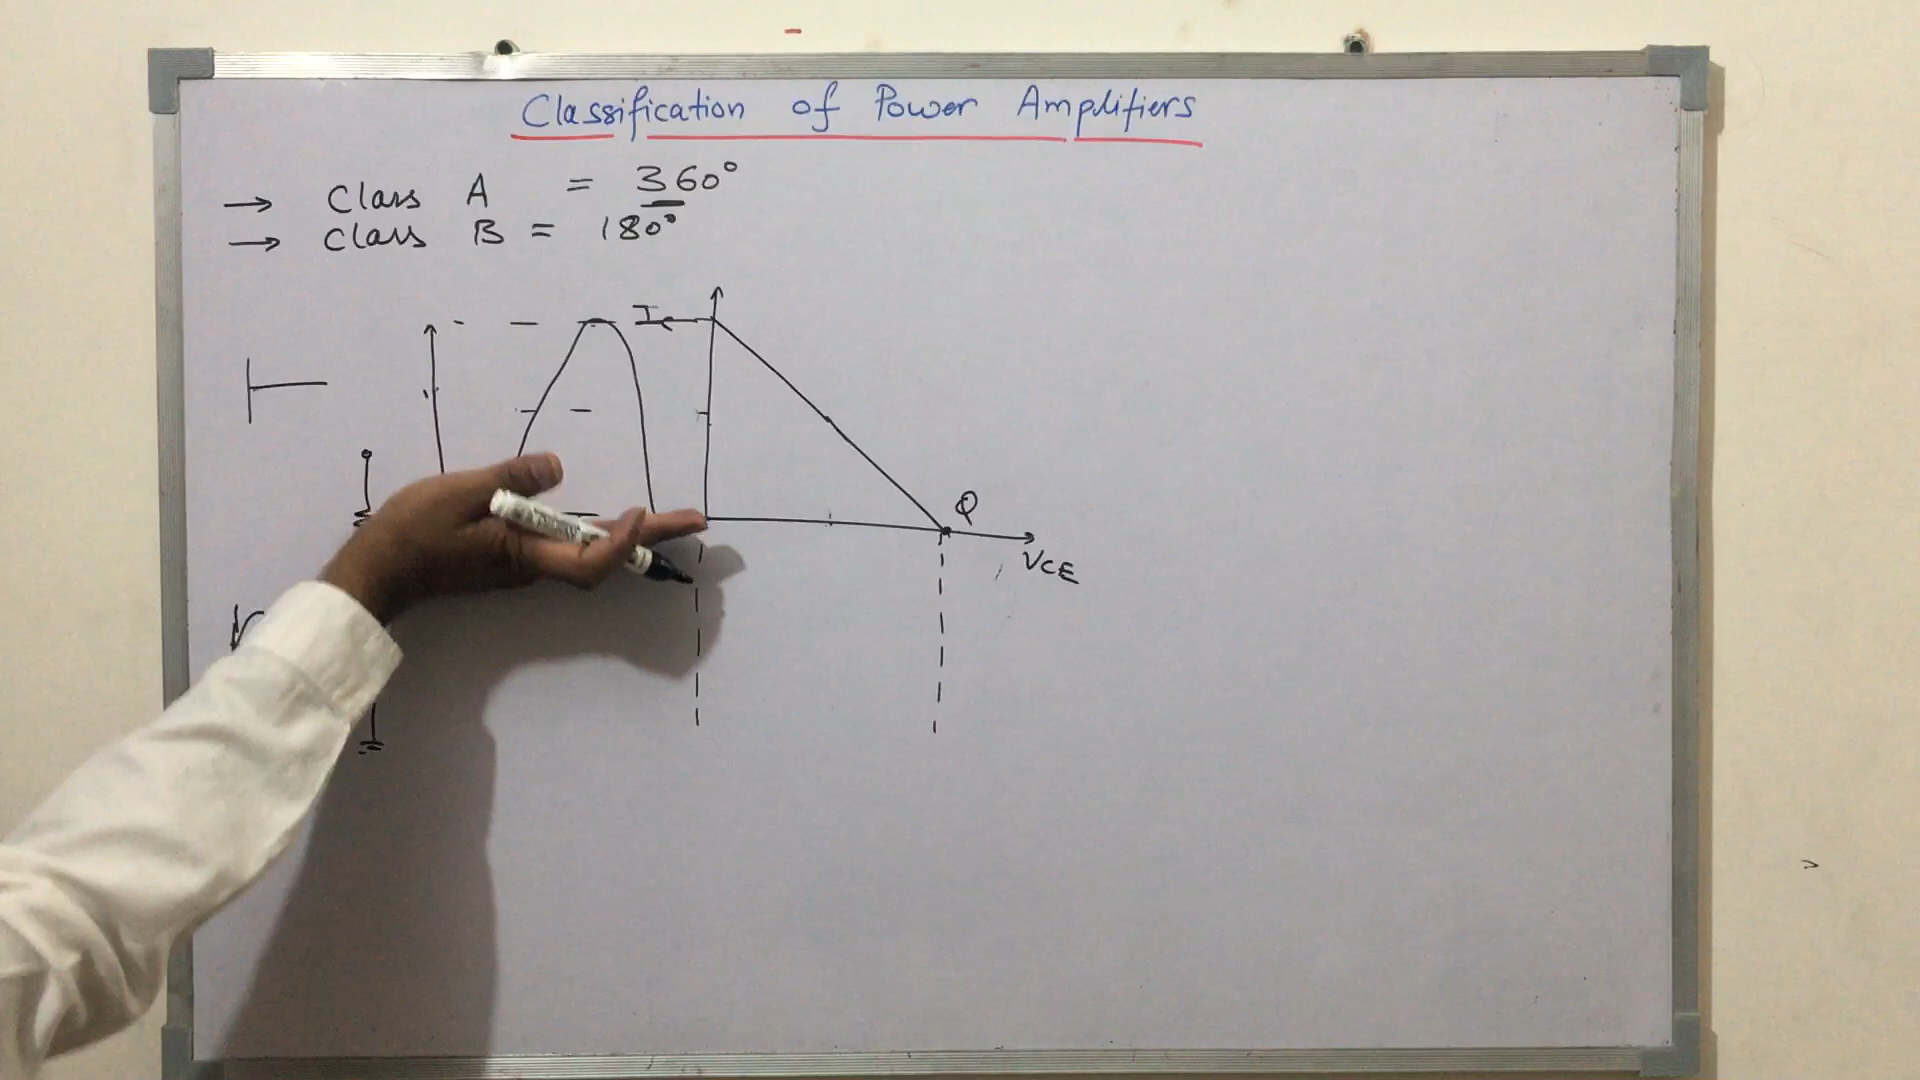 Classification of Power Amplifiers
→ Class A = 360°
→ Class B = 180°
Ic
Q
VCE